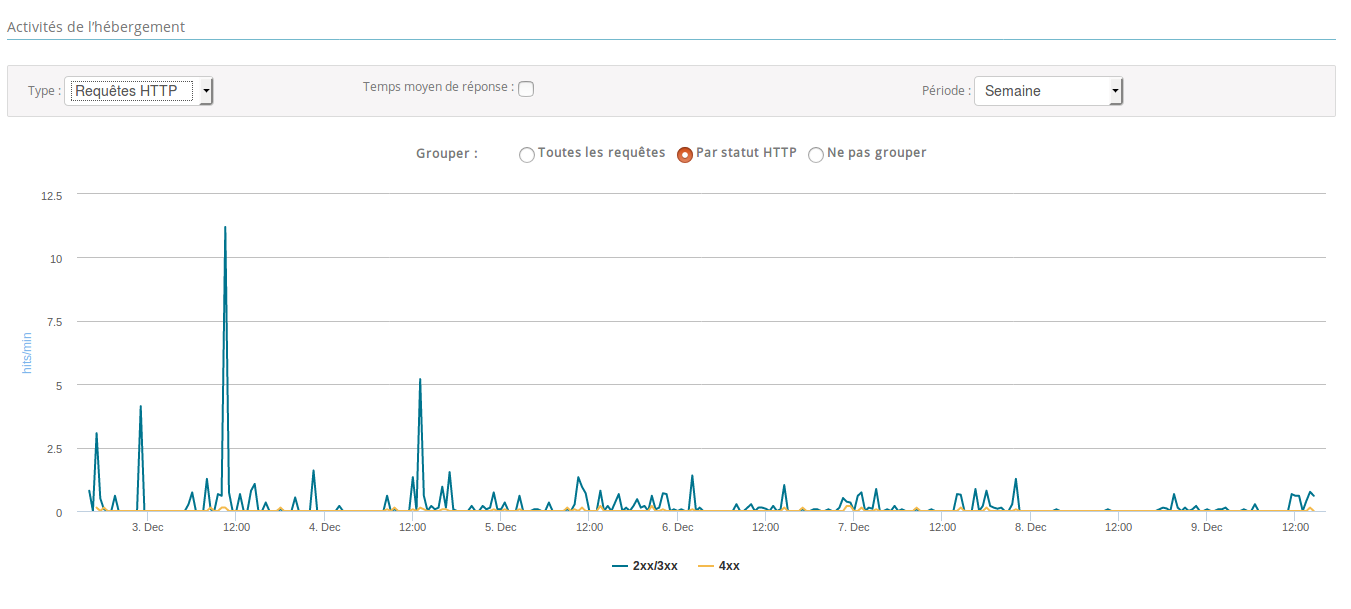 Activités de l’hébergement
Type : Requêtes HTTP Temps moyen de réponse : Période : Semaine
Grouper : Toutes les requêtes Par statut HTTP Ne pas grouper
12.5
10
7.5
5
2.5
0
hits/min
3. Dec 12:00 4. Dec 12:00 5. Dec 12:00 6. Dec 12:00 7. Dec 12:00 8. Dec 12:00 9. Dec 12:00
2xx/3xx 4xx